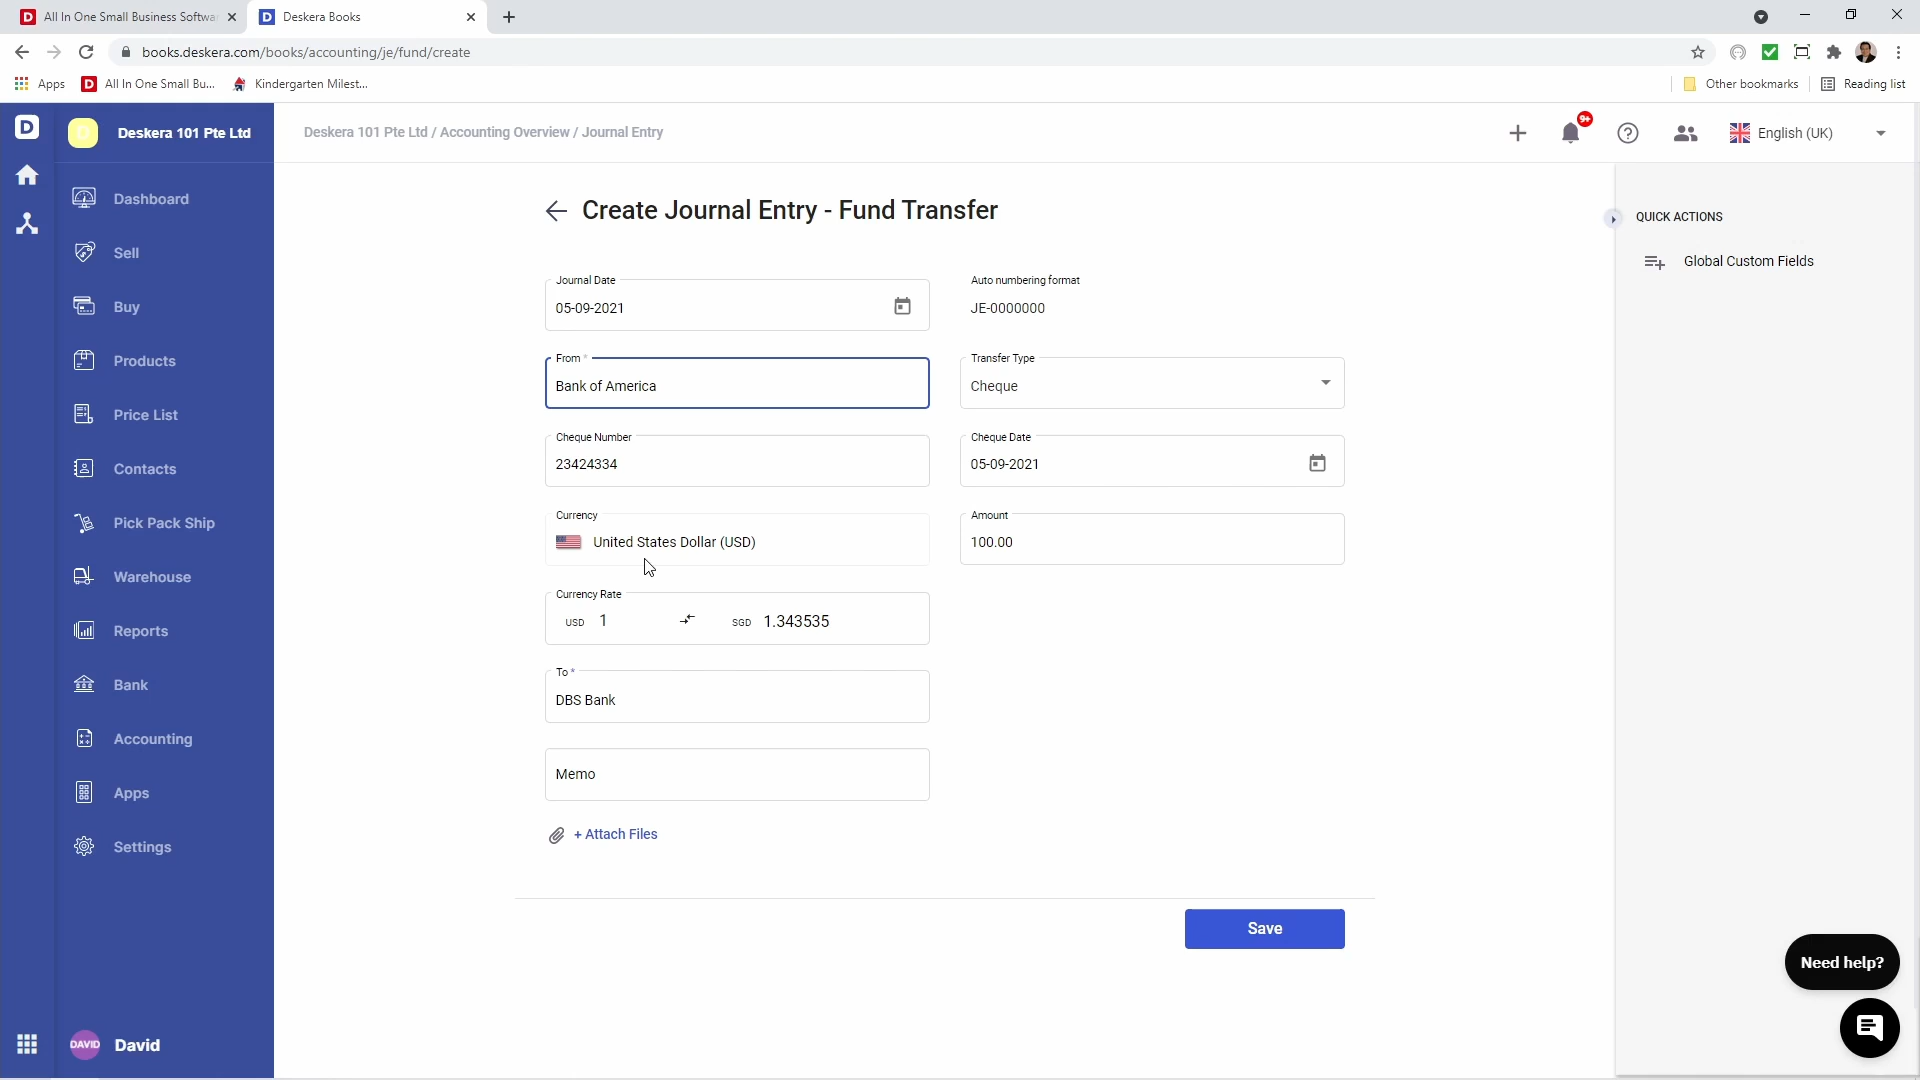 All In One Small Business Softwa
Deskera Books
books.deskera.com/books/accounting/je/fund/create
Apps
All In One Small Bu...
Kindergarten Milest...
Other bookmarks
Reading list
Deskera 101 Pte Ltd
Deskera 101 Pte Ltd / Accounting Overview / Journal Entry
9+
English (UK)
Dashboard
Sell
Buy
Products
Price List
Contacts
Pick Pack Ship
Warehouse
Reports
Bank
Accounting
Apps
Settings
DAVID
David
Create Journal Entry - Fund Transfer
Journal Date
05-09-2021
Auto numbering format
JE-0000000
From *
Bank of America
Transfer Type
Cheque
Cheque Number
23424334
Cheque Date
05-09-2021
Currency
United States Dollar (USD)
Amount
100.00
Currency Rate
USD 1 SGD 1.343535
To *
DBS Bank
Memo
+ Attach Files
Save
QUICK ACTIONS
Global Custom Fields
Need help?